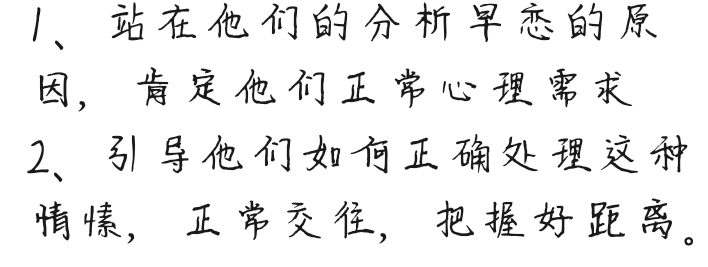 1、站在他们的分析早恋的原
因,肯定他们正常心理需求
2、引导他们如何正确处理这种
情愫,正常交往,把握好距离。